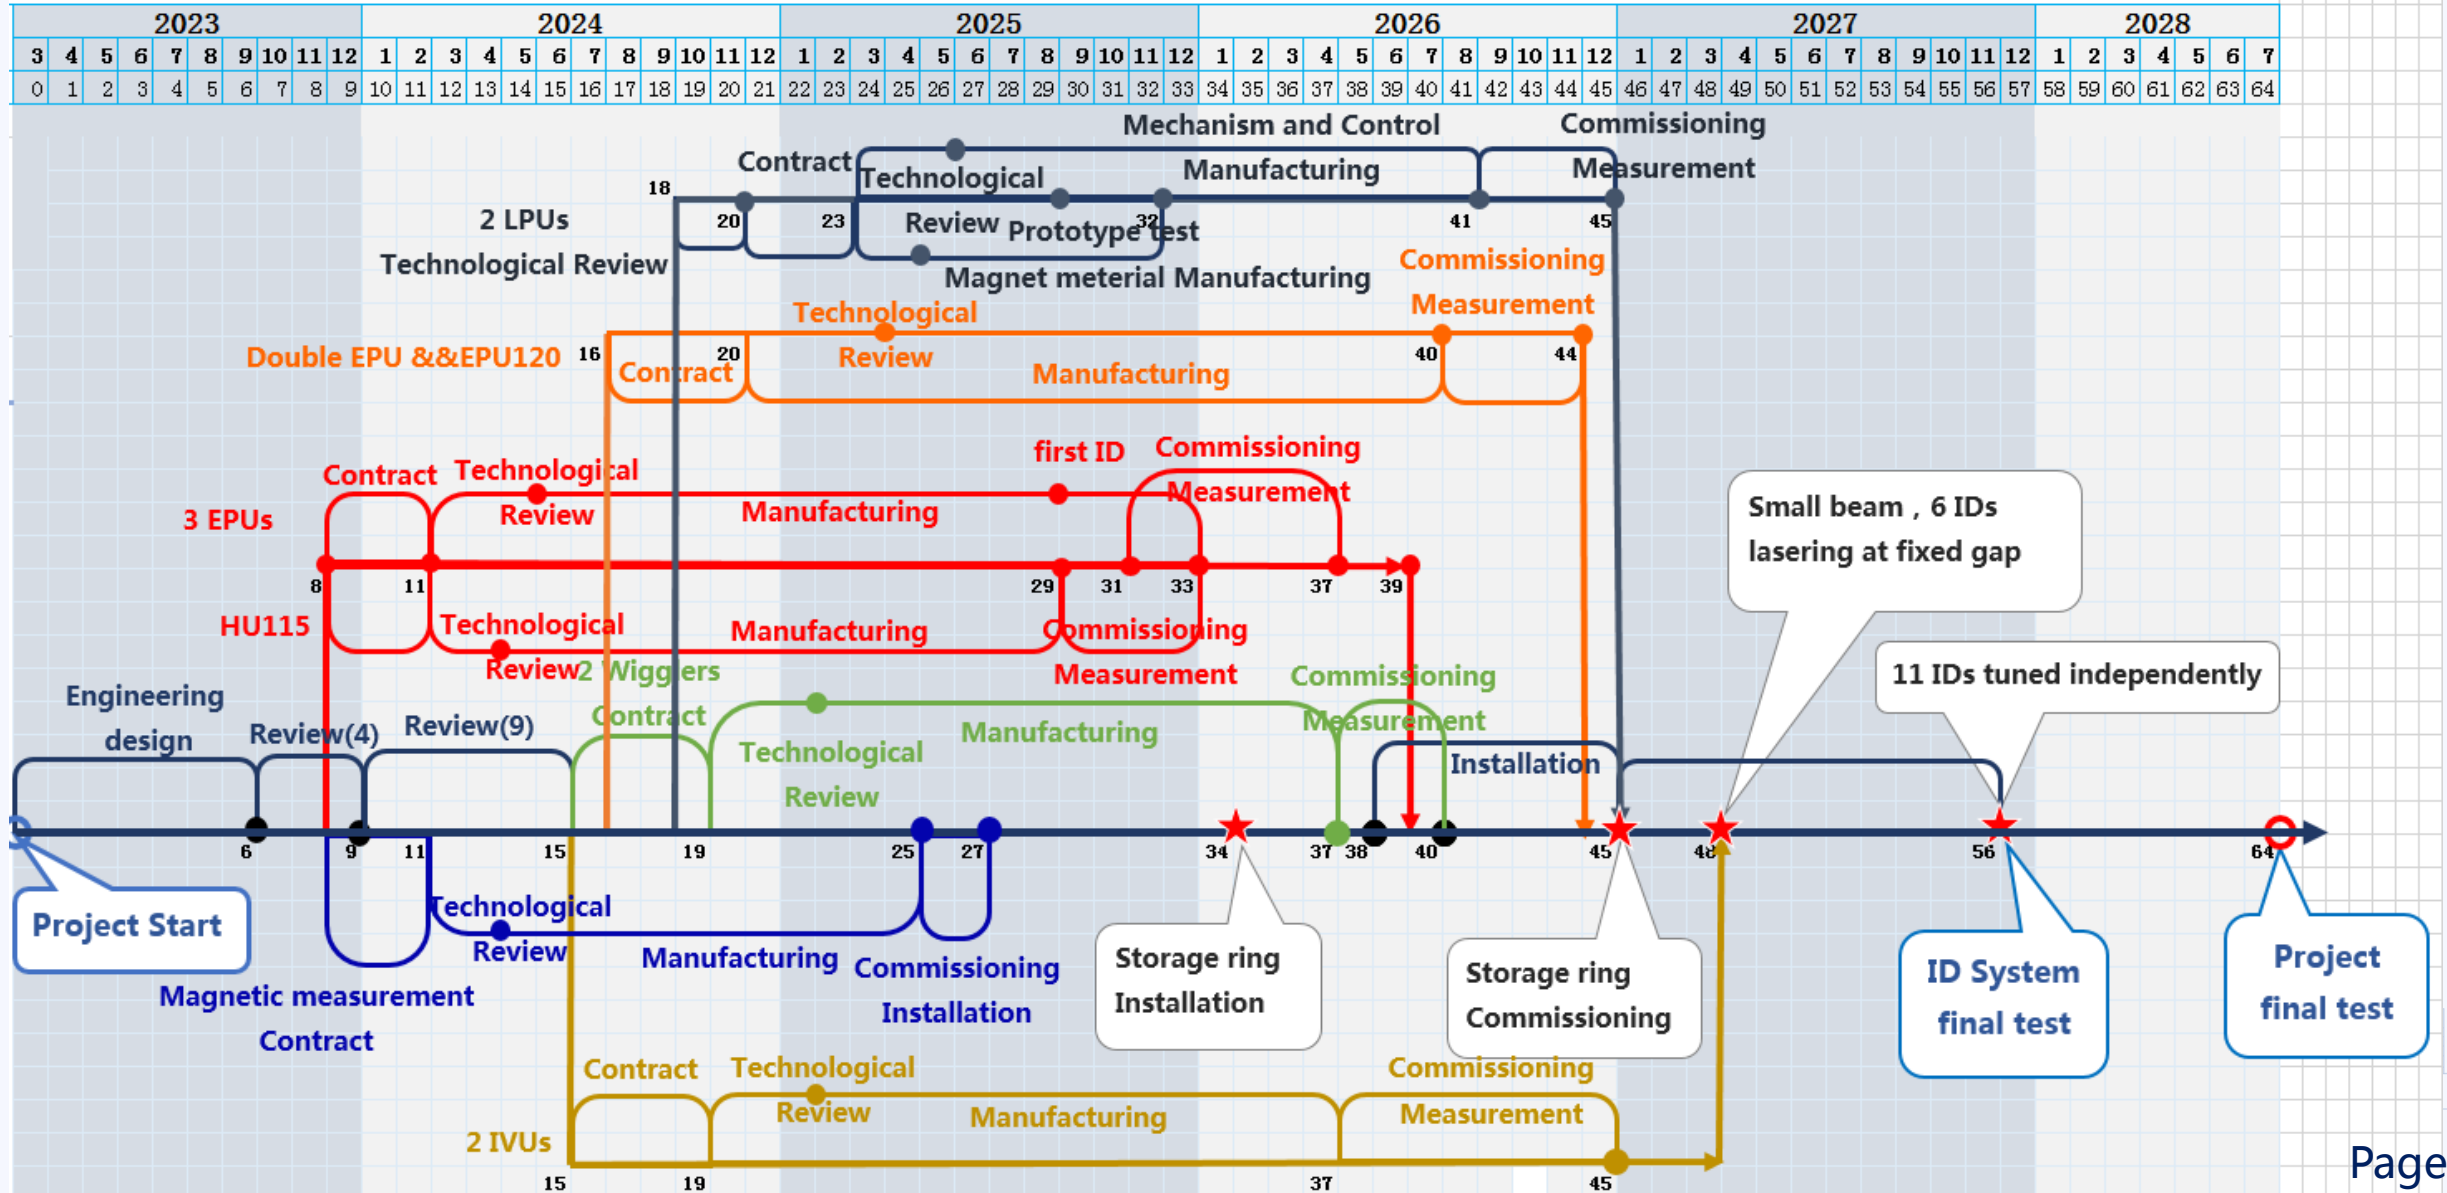 2023 2024 2025 2026 2027 2028
3 4 5 6 7 8 9 10 11 12 1 2 3 4 5 6 7 8 9 10 11 12 1 2 3 4 5 6 7 8 9 10 11 12 1 2 3 4 5 6 7 8 9 10 11 12 1 2 3 4 5 6 7 8 9 10 11 12 1 2 3 4 5 6 7
0 1 2 3 4 5 6 7 8 9 10 11 12 13 14 15 16 17 18 19 20 21 22 23 24 25 26 27 28 29 30 31 32 33 34 35 36 37 38 39 40 41 42 43 44 45 46 47 48 49 50 51 52 53 54 55 56 57 58 59 60 61 62 63 64
Mechanism and Control
Manufacturing
Commissioning
Measurement
Contract
Technological
Review
18
2 LPUs
Technological Review
20 23 32 41 45
Prototype test
Magnet meterial Manufacturing
Commissioning
Measurement
Technological
Review
Double EPU &&EPU120
16 20 40 44
Contract
Manufacturing
first ID
Commissioning
Measurement
Contract
Technological
Review
3 EPUs
Manufacturing
8 11 29 31 33 37 39
HU115
Technological
Review
Manufacturing
Commissioning
Measurement
Small beam , 6 IDs
lasering at fixed gap
11 IDs tuned independently
2 Wigglers
Contract
Commissioning
Measurement
Manufacturing
Technological
Review
Engineering
design
Review(4)
Review(9)
Installation
6 9 11 15 19 25 27 34 37 38 40 45 48 56 64
Project Start
Technological
Review
Manufacturing
Commissioning
Installation
Magnetic measurement
Contract
Storage ring
Installation
Storage ring
Commissioning
ID System
final test
Project
final test
Contract
Technological
Review
Manufacturing
Commissioning
Measurement
2 IVUs
15 19 37 45
Page